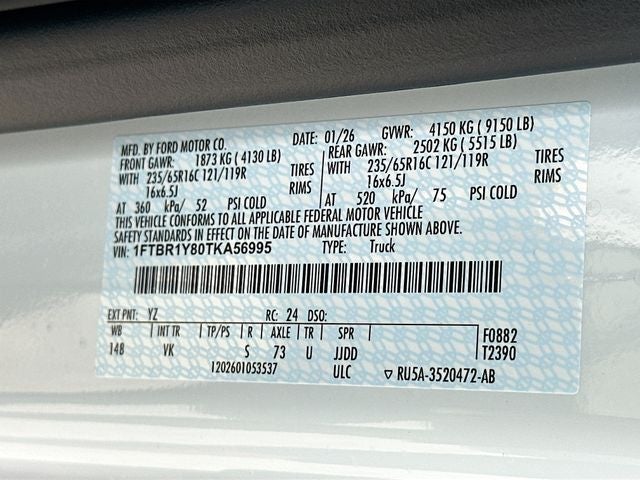 MFD. BY FORD MOTOR CO. DATE: 01/26 GVWR: 4150 KG ( 9150 LB)
FRONT GAWR: 1873 KG ( 4130 LB) REAR GAWR: 2502 KG ( 5515 LB)
WITH 235/65R16C 121/119R TIRES WITH 235/65R16C 121/119R TIRES
16x6.5J RIMS 16x6.5J RIMS
AT 360 kPa/ 52 PSI COLD AT 520 kPa/ 75 PSI COLD
THIS VEHICLE CONFORMS TO ALL APPLICABLE FEDERAL MOTOR VEHICLE
SAFETY STANDARDS IN EFFECT ON THE DATE OF MANUFACTURE SHOWN ABOVE.
VIN: 1FTBR1Y80TKA56995 TYPE: Truck
EXT PNT: YZ RC: 24 DSO:
WB INT TR TP/PS R AXLE TR SPR F0882
148 VK S 73 U JJDD T2390
1202601053537 ULC ▽ RU5A-3520472-AB